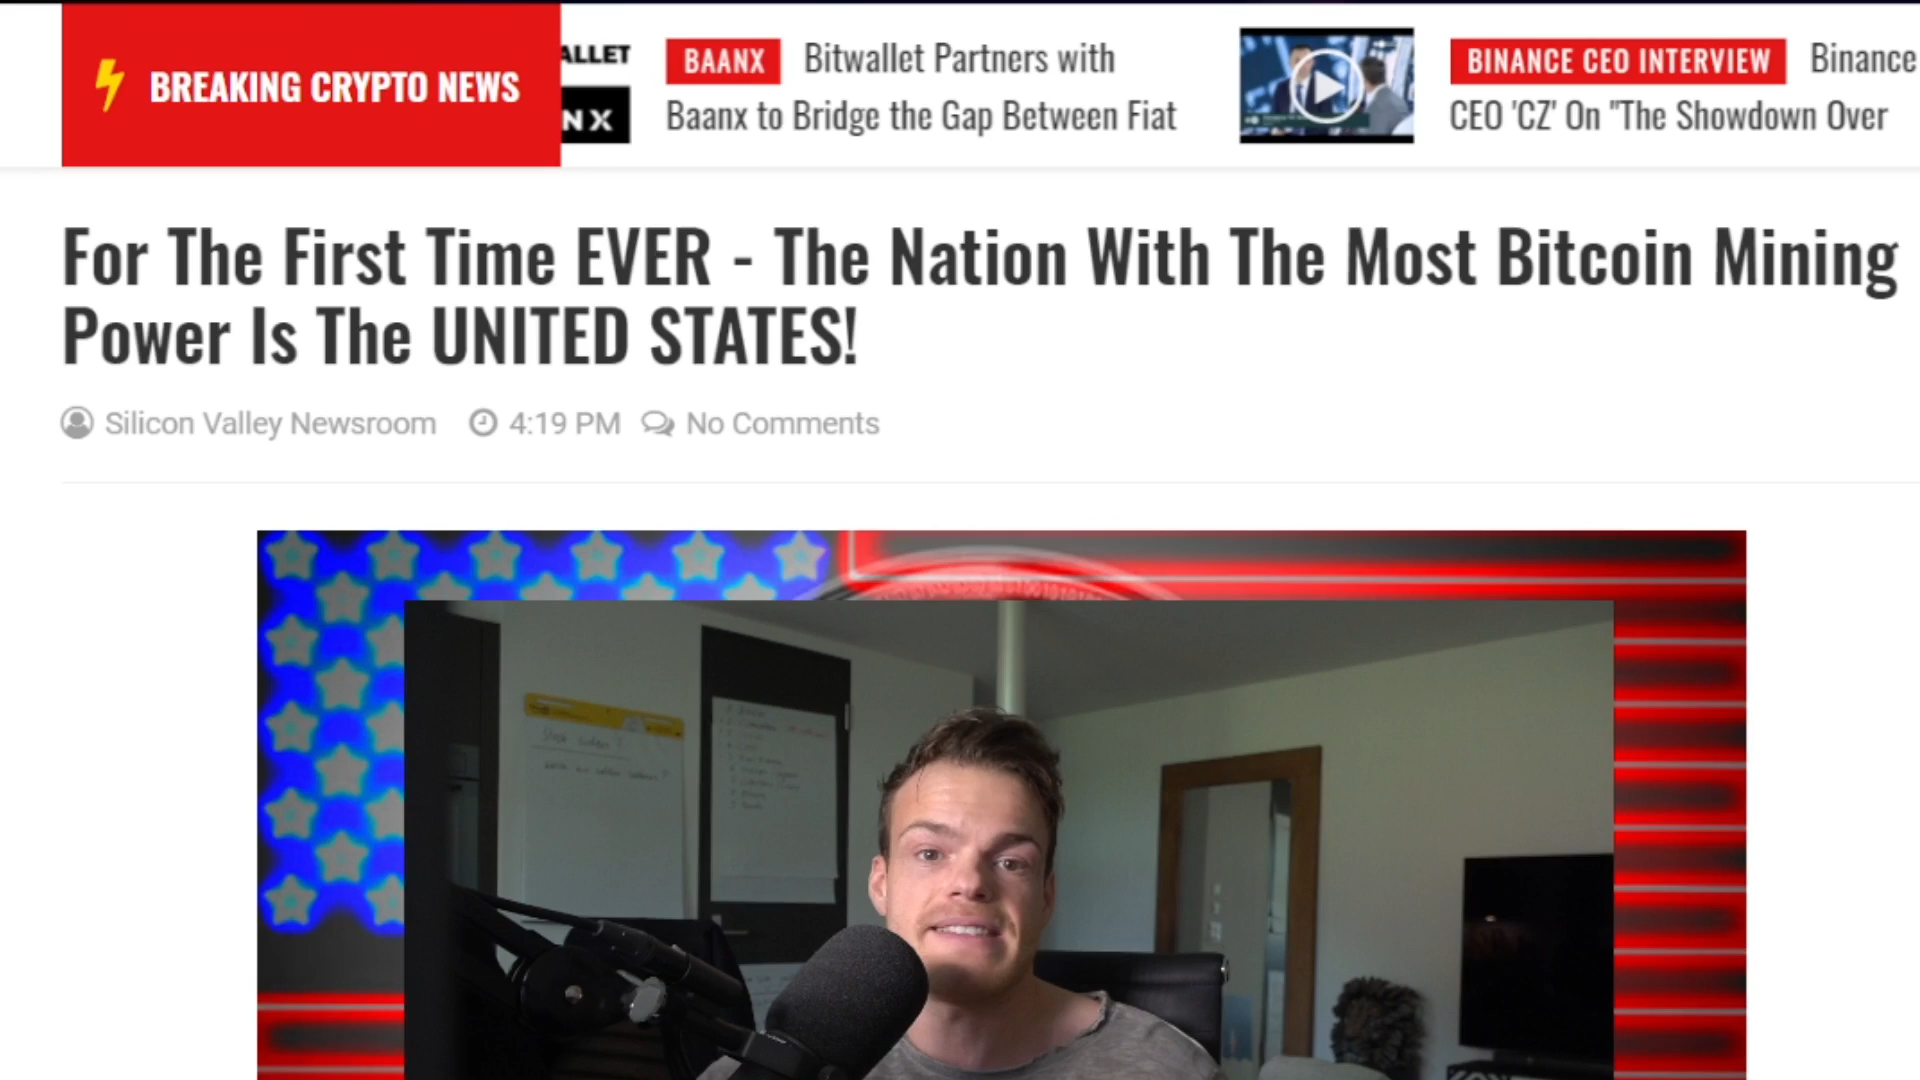 BREAKING CRYPTO NEWS
ALLET
NX
BAANX Bitwallet Partners with
Baanx to Bridge the Gap Between Fiat
BINANCE CEO INTERVIEW Binance
CEO 'CZ' On "The Showdown Over
For The First Time EVER - The Nation With The Most Bitcoin Mining
Power Is The UNITED STATES!
Silicon Valley Newsroom 4:19 PM No Comments